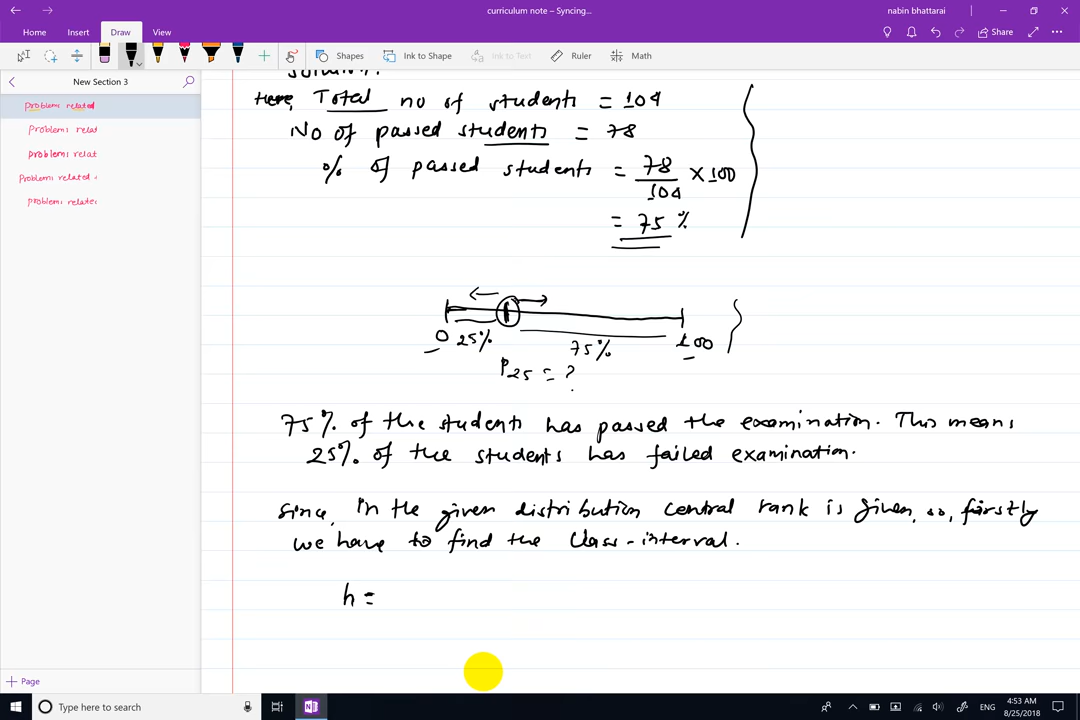 curriculum note – Syncing...
nabin bhattarai
Home Insert Draw View
Share
Shapes Ink to Shape Ink to Text Ruler Math
New Section 3
problems related
Problems relat
problems relat
Problems related
problems related
Page
solution:
Here, Total no of students = 104
No of passed students = 78
% of passed students = 78/104 × 100
= 75 %
0 25% 75% 100
P25 = ?
75% of the students has passed the examination. This means
25% of the students has failed examination.
Since, in the given distribution central rank is given, so, firstly
we have to find the class-interval.
h =
Type here to search
ENG
4:53 AM
8/25/2018